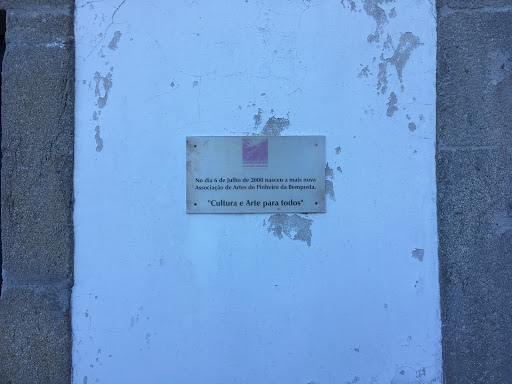 No dia 6 de Julho de 2000 nasceu a mais nova
Associação de Artes do Pinheiro da Bemposta.
"Cultura e Arte para todos"